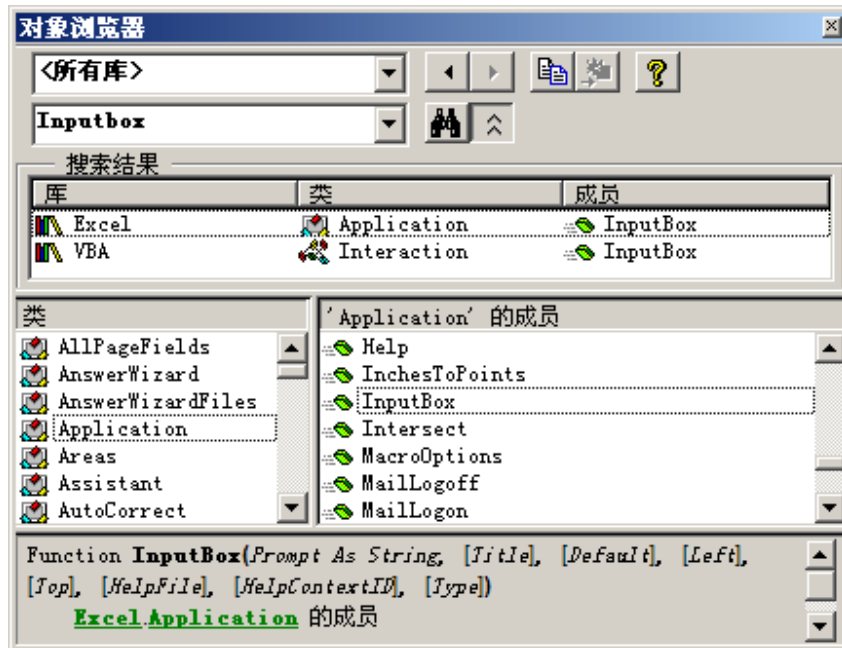 对象浏览器
<所有库>
Inputbox
搜索结果
库 类 成员
Excel Application InputBox
VBA Interaction InputBox
类
AllPageFields
AnswerWizard
AnswerWizardFiles
Application
Areas
Assistant
AutoCorrect
'Application' 的成员
Help
InchesToPoints
InputBox
Intersect
MacroOptions
MailLogoff
MailLogon
Function InputBox(Prompt As String, [Title], [Default], [Left],
[Top], [HelpFile], [HelpContextID], [Type])
Excel.Application 的成员